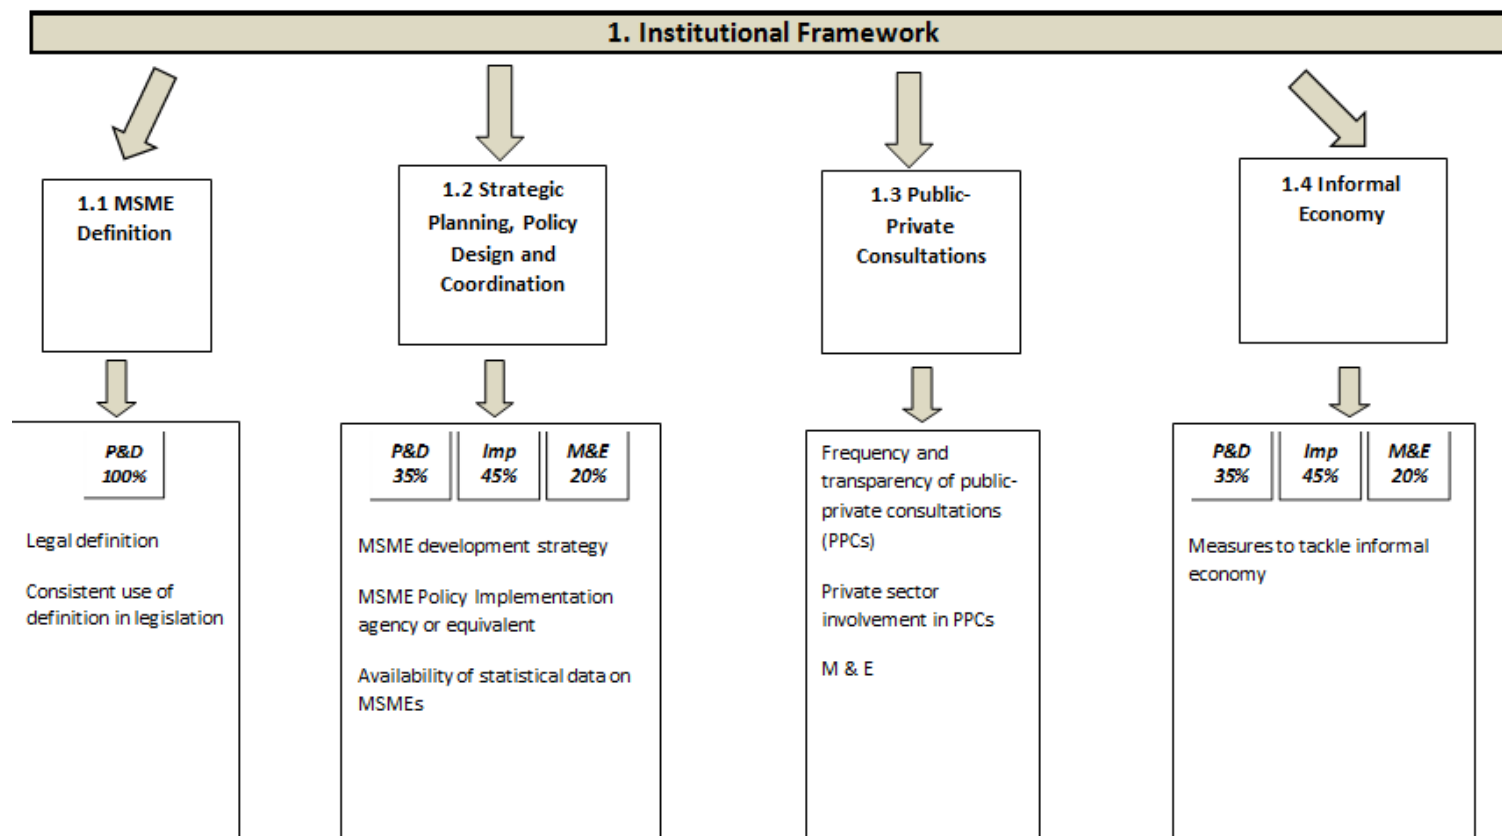 1. Institutional Framework
1.1 MSME
Definition
1.2 Strategic
Planning, Policy
Design and
Coordination
1.3 Public-
Private
Consultations
1.4 Informal
Economy
P&D
100%
Legal definition
Consistent use of
definition in legislation
P&D
35%
Imp
45%
M&E
20%
MSME development strategy
MSME Policy Implementation
agency or equivalent
Availability of statistical data on
MSMEs
Frequency and
transparency of public-
private consultations
(PPCs)
Private sector
involvement in PPCs
M & E
P&D
35%
Imp
45%
M&E
20%
Measures to tackle informal
economy